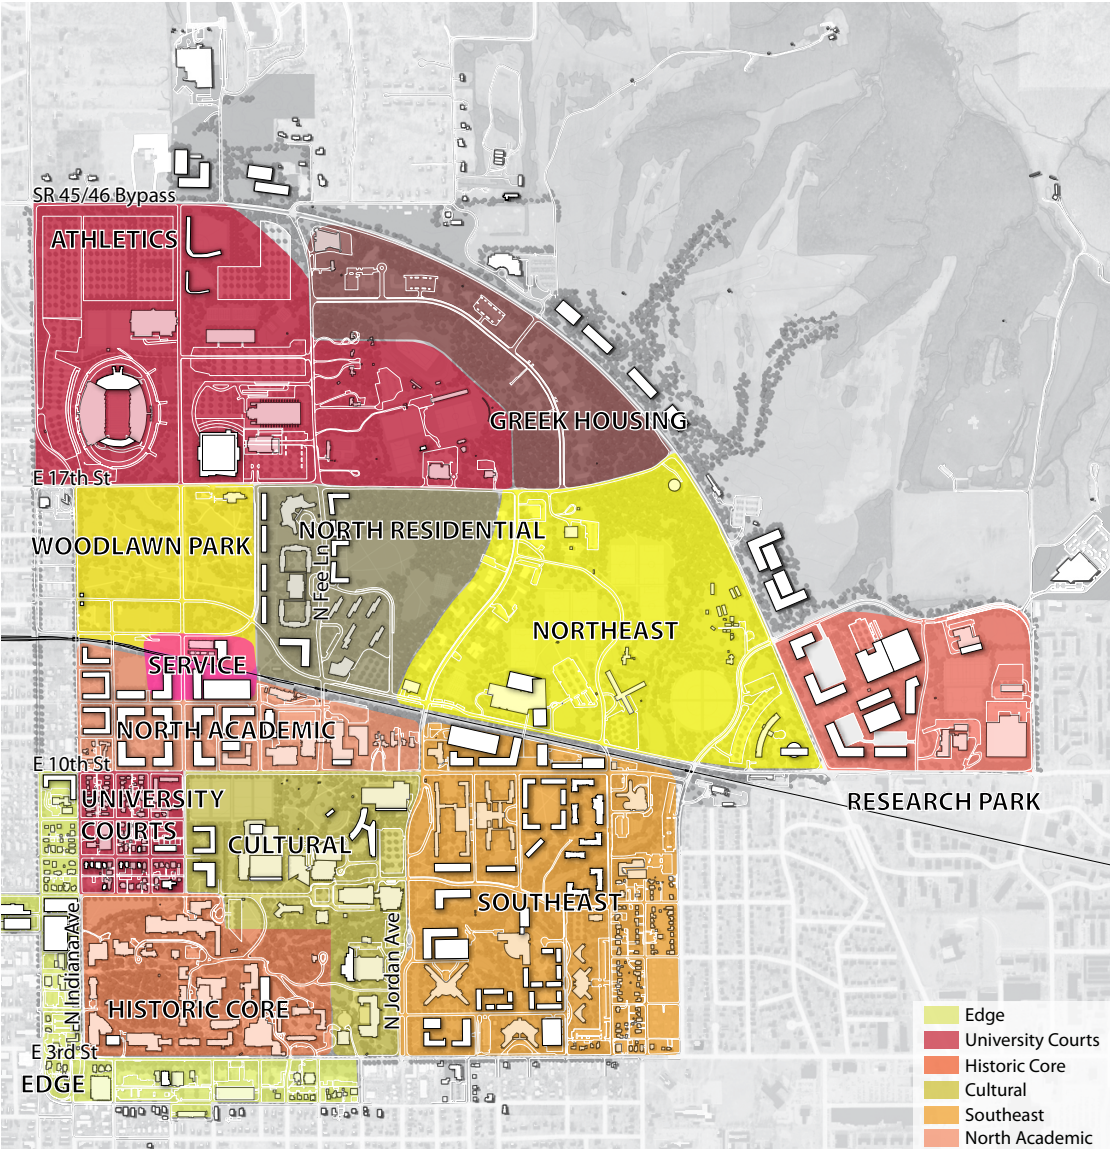 SR 45/46 Bypass
ATHLETICS
GREEK HOUSING
E 17th St
NORTH RESIDENTIAL
WOODLAWN PARK
N Fee Ln
NORTHEAST
SERVICE
NORTH ACADEMIC
E 10th St
UNIVERSITY
COURTS
RESEARCH PARK
CULTURAL
SOUTHEAST
N Indiana Ave
N Jordan Ave
HISTORIC CORE
E 3rd St
EDGE
Edge
University Courts
Historic Core
Cultural
Southeast
North Academic